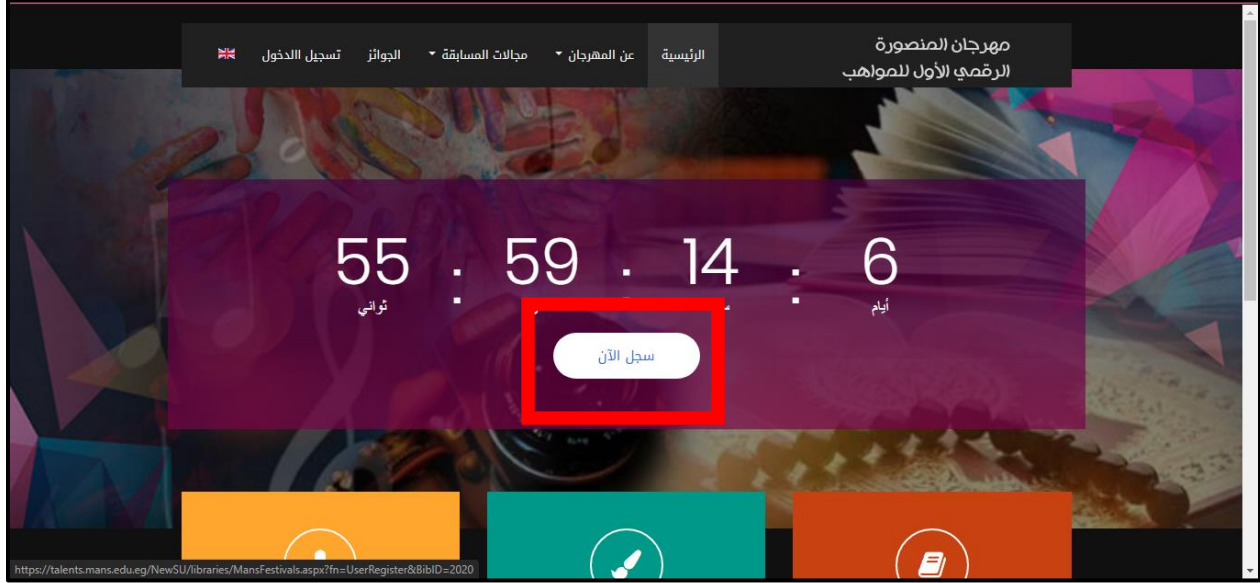 مهرجان المنصورة
الرقمي الأول للمواهب
الرئيسية
عن المهرجان
مجالات المسابقة
الجوائز
تسجيل االدخول
6 : 14 : 59 : 55
أيام
ثواني
سجل الآن
https://talents.mans.edu.eg/NewSU/libraries/MansFestivals.aspx?fn=UserRegister&BibID=2020